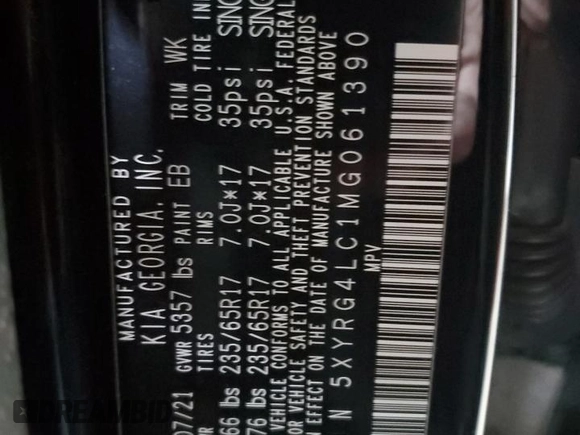 MANUFACTURED BY
KIA GEORGIA, INC.
07/21 GVWR 5357 lbs PAINT EB TRIM WK
TIRES RIMS COLD TIRE
66 lbs 235/65R17 7.0J*17 35psi
76 lbs 235/65R17 7.0J*17 35psi
VEHICLE CONFORMS TO ALL APPLICABLE U.S.A. FEDERAL
OR VEHICLE SAFETY AND THEFT PREVENTION STANDARDS
N EFFECT ON THE DATE OF MANUFACTURE SHOWN ABOVE
N 5XYRG4LC1MG061390
MPV
DREAMBID